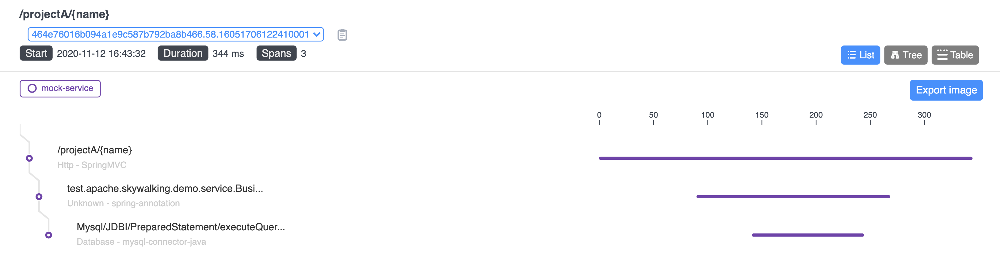 /projectA/{name}
464e76016b094a1e9c587b792ba8b466.58.16051706122410001
Start 2020-11-12 16:43:32 Duration 344 ms Spans 3
List Tree Table
mock-service
Export image
0 50 100 150 200 250 300
/projectA/{name}
Http - SpringMVC
test.apache.skywalking.demo.service.Busi...
Unknown - spring-annotation
Mysql/JDBI/PreparedStatement/executeQuer...
Database - mysql-connector-java